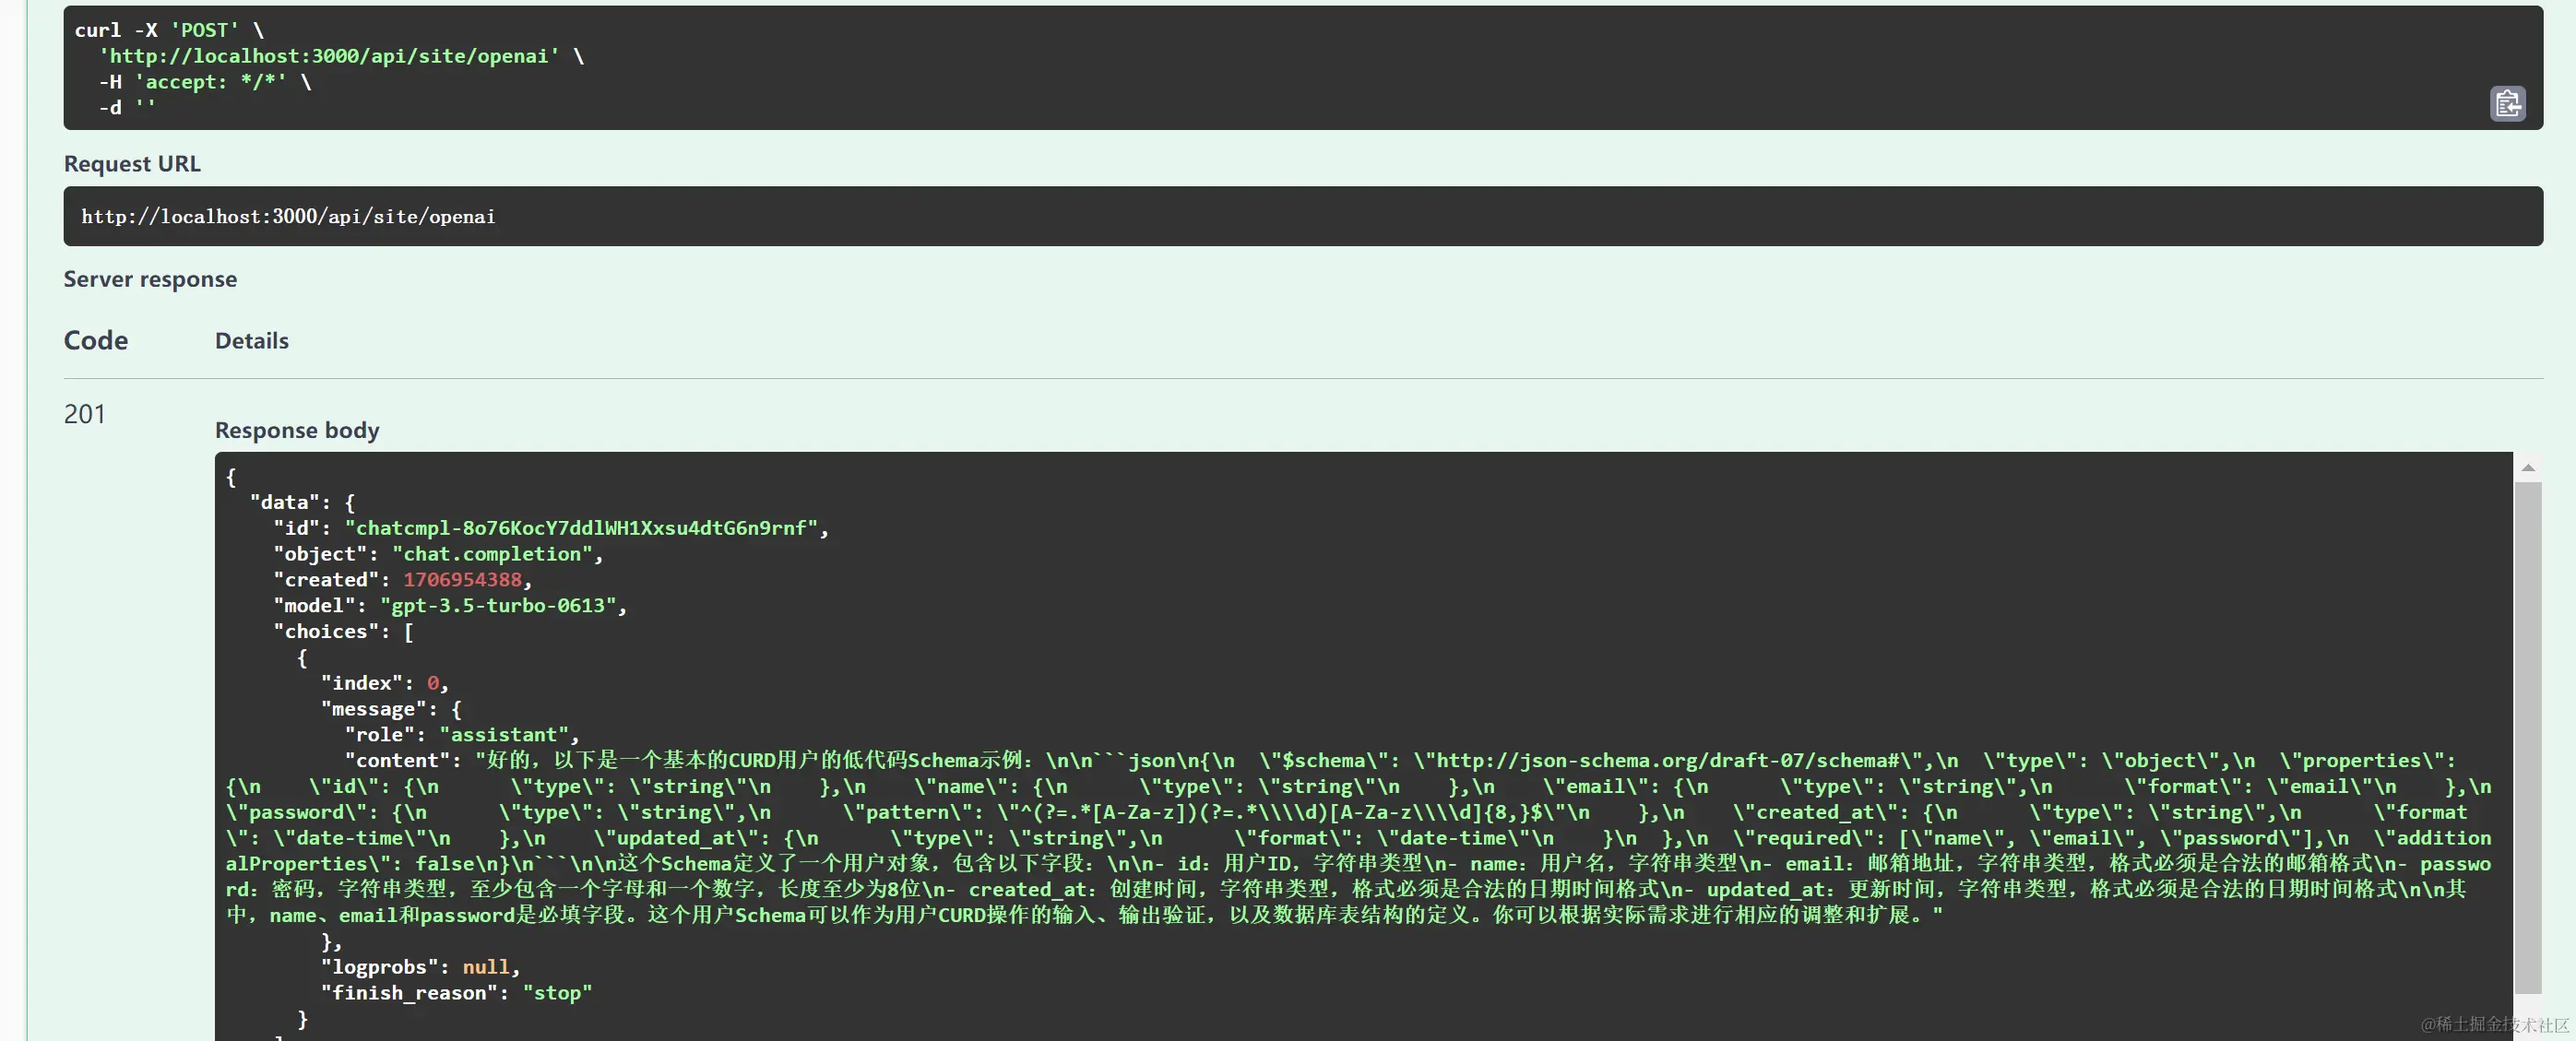 curl -X 'POST' \
  'http://localhost:3000/api/site/openai' \
  -H 'accept: */*' \
  -d ''
Request URL
http://localhost:3000/api/site/openai
Server response
Code Details
201
Response body
{
  "data": {
    "id": "chatcmpl-8o76KocY7ddlWH1Xxsu4dtG6n9rnf",
    "object": "chat.completion",
    "created": 1706954388,
    "model": "gpt-3.5-turbo-0613",
    "choices": [
      {
        "index": 0,
        "message": {
          "role": "assistant",
          "content": "好的，以下是一个基本的CURD用户的低代码Schema示例：\n\n```json\n{\n  \"$schema\": \"http://json-schema.org/draft-07/schema#\",\n  \"type\": \"object\",\n  \"properties\":
{\n    \"id\": {\n      \"type\": \"string\"\n    },\n    \"name\": {\n      \"type\": \"string\"\n    },\n    \"email\": {\n      \"type\": \"string\",\n      \"format\": \"email\"\n    },\n
\"password\": {\n      \"type\": \"string\",\n      \"pattern\": \"^(?=.*[A-Za-z])(?=.*\\\\d)[A-Za-z\\\\d]{8,}$\"\n    },\n    \"created_at\": {\n      \"type\": \"string\",\n      \"format
\": \"date-time\"\n    },\n    \"updated_at\": {\n      \"type\": \"string\",\n      \"format\": \"date-time\"\n    }\n  },\n  \"required\": [\"name\", \"email\", \"password\"],\n  \"addition
alProperties\": false\n}\n```\n\n这个Schema定义了一个用户对象，包含以下字段：\n\n- id：用户ID，字符串类型\n- name：用户名，字符串类型\n- email：邮箱地址，字符串类型，格式必须是合法的邮箱格式\n- passwo
rd：密码，字符串类型，至少包含一个字母和一个数字，长度至少为8位\n- created_at：创建时间，字符串类型，格式必须是合法的日期时间格式\n- updated_at：更新时间，字符串类型，格式必须是合法的日期时间格式\n\n其
中，name、email和password是必填字段。这个用户Schema可以作为用户CURD操作的输入、输出验证，以及数据库表结构的定义。你可以根据实际需求进行相应的调整和扩展。"
        },
        "logprobs": null,
        "finish_reason": "stop"
      }
    ]
@稀土掘金技术社区